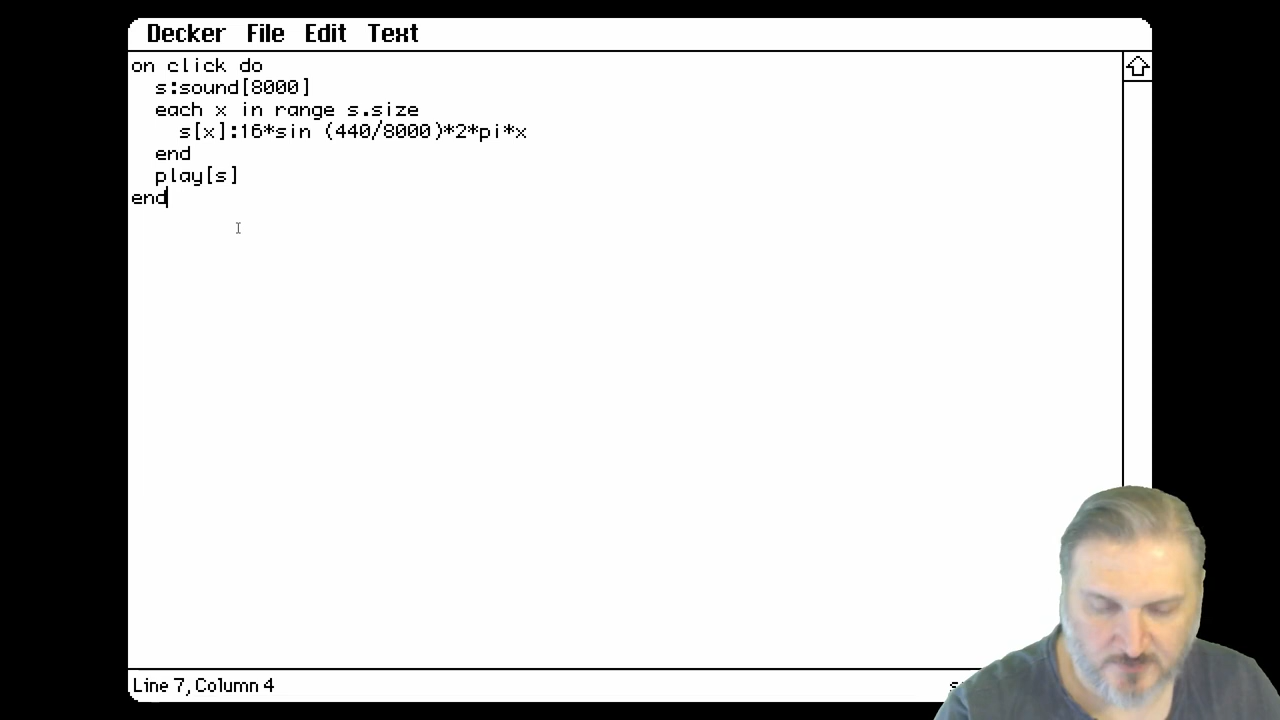 Decker File Edit Text
on click do
s:sound[8000]
each x in range s.size
s[x]:16*sin (440/8000)*2*pi*x
end
play[s]
end
Line 7, Column 4